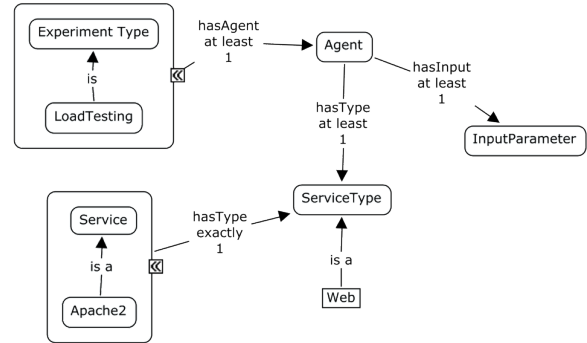 Experiment Type
is
LoadTesting
hasAgent
at least
1
Agent
hasInput
at least
1
InputParameter
hasType
at least
1
ServiceType
Service
is a
Apache2
hasType
exactly
1
is a
Web